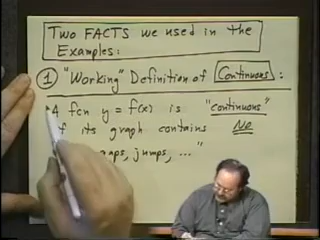 Two FACTS we used in the
Examples:
① "Working" Definition of Continuous:
A fcn y = f(x) is "continuous"
its graph contains NO
gaps, jumps, ..."